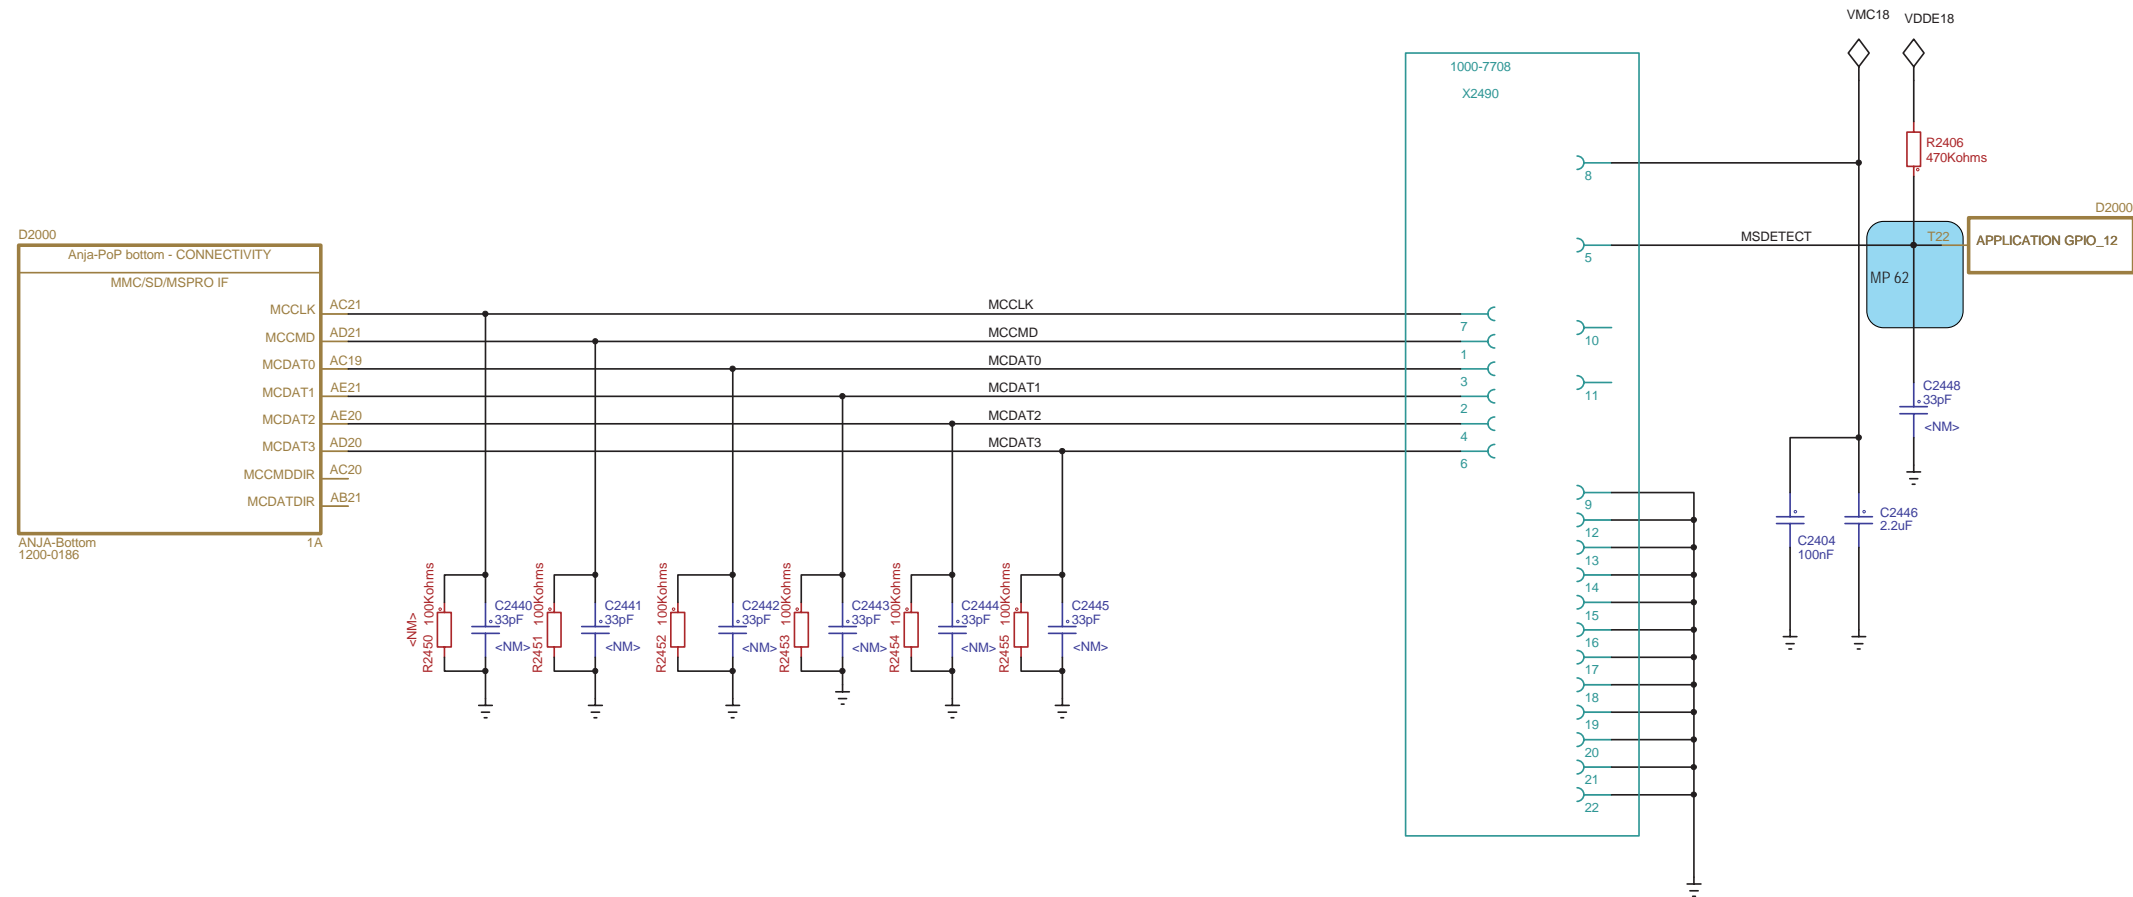 VMC18
VDDE18
1000-7708
X2490
R2406
470Kohms
8
D2000
MSDETECT
T22
APPLICATION GPIO_12
5
MP 62
D2000
Anja-PoP bottom - CONNECTIVITY
MMC/SD/MSPRO IF
MCCLK
AC21
MCCLK
7
MCCMD
AD21
MCCMD
1
10
MCDAT0
AC19
MCDAT0
3
MCDAT1
AE21
MCDAT1
2
11
MCDAT2
AE20
MCDAT2
4
MCDAT3
AD20
MCDAT3
6
MCCMDDIR
AC20
MCDATDIR
AB21
ANJA-Bottom
1A
1200-0186
C2448
33pF
<NM>
9
12
13
14
15
16
17
18
19
20
21
22
C2404
100nF
C2446
2.2uF
<NM>
R2450 100Kohms
C2440
33pF
<NM>
R2451 100Kohms
C2441
33pF
<NM>
R2452 100Kohms
C2442
33pF
<NM>
R2453 100Kohms
C2443
33pF
<NM>
R2454 100Kohms
C2444
33pF
<NM>
R2455 100Kohms
C2445
33pF
<NM>